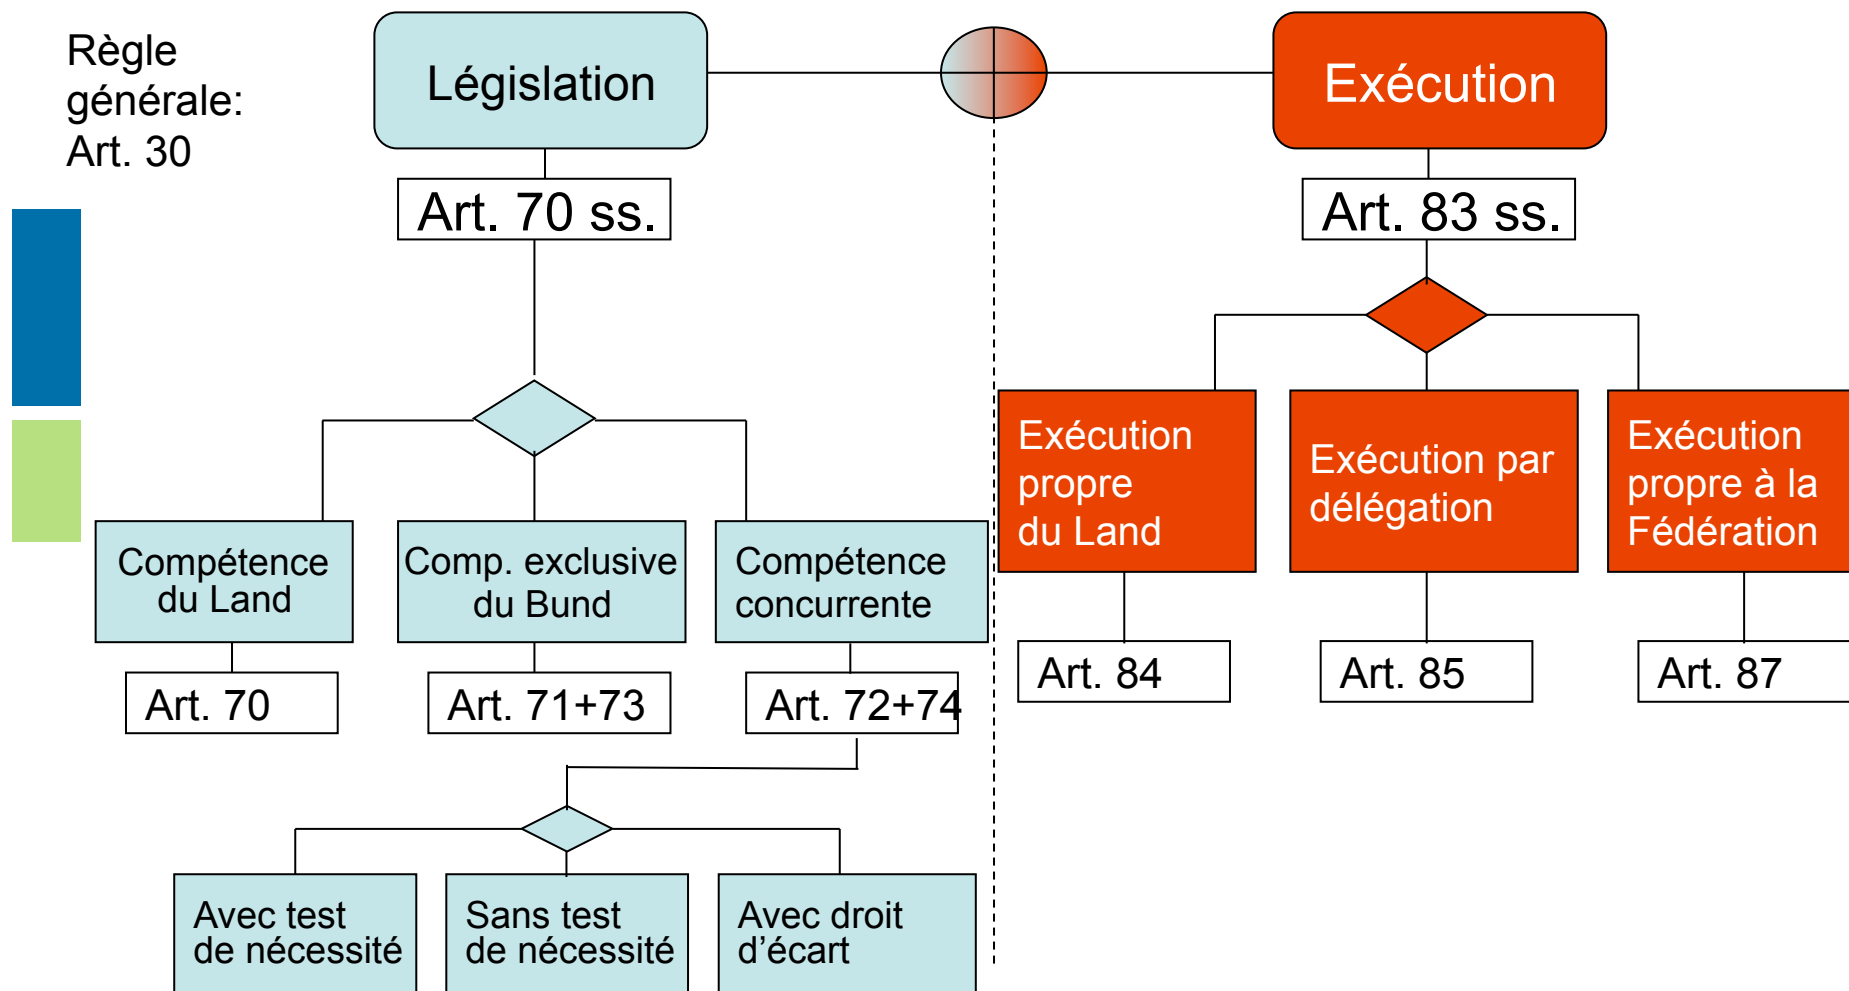 Règle
générale:
Art. 30
Législation
Exécution
Art. 70 ss.
Art. 83 ss.
Exécution
propre
du Land
Exécution par
délégation
Exécution
propre à la
Fédération
Compétence
du Land
Comp. exclusive
du Bund
Compétence
concurrente
Art. 84
Art. 85
Art. 87
Art. 70
Art. 71+73
Art. 72+74
Avec test
de nécessité
Sans test
de nécessité
Avec droit
d’écart